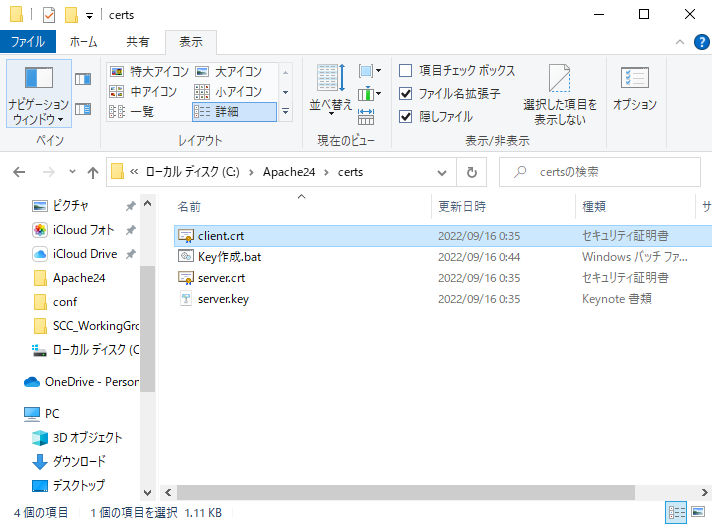 certs
ファイル ホーム 共有 表示
ナビゲーション ウィンドウ
ペイン
特大アイコン 大アイコン
中アイコン 小アイコン
一覧 詳細
レイアウト
並べ替え
現在のビュー
項目チェック ボックス
ファイル名拡張子
隠しファイル
選択した項目を 表示しない
表示/非表示
オプション
« ローカル ディスク (C:) > Apache24 > certs
certsの検索
ピクチャ
iCloud フォト
iCloud Drive
Apache24
conf
SCC_WorkingGro
ローカル ディスク (C
OneDrive - Person
PC
3D オブジェクト
ダウンロード
デスクトップ
名前 更新日時 種類 サ
client.crt 2022/09/16 0:35 セキュリティ証明書
Key作成.bat 2022/09/16 0:44 Windows バッチ ファ...
server.crt 2022/09/16 0:35 セキュリティ証明書
server.key 2022/09/16 0:35 Keynote 書類
4 個の項目 1 個の項目を選択 1.11 KB